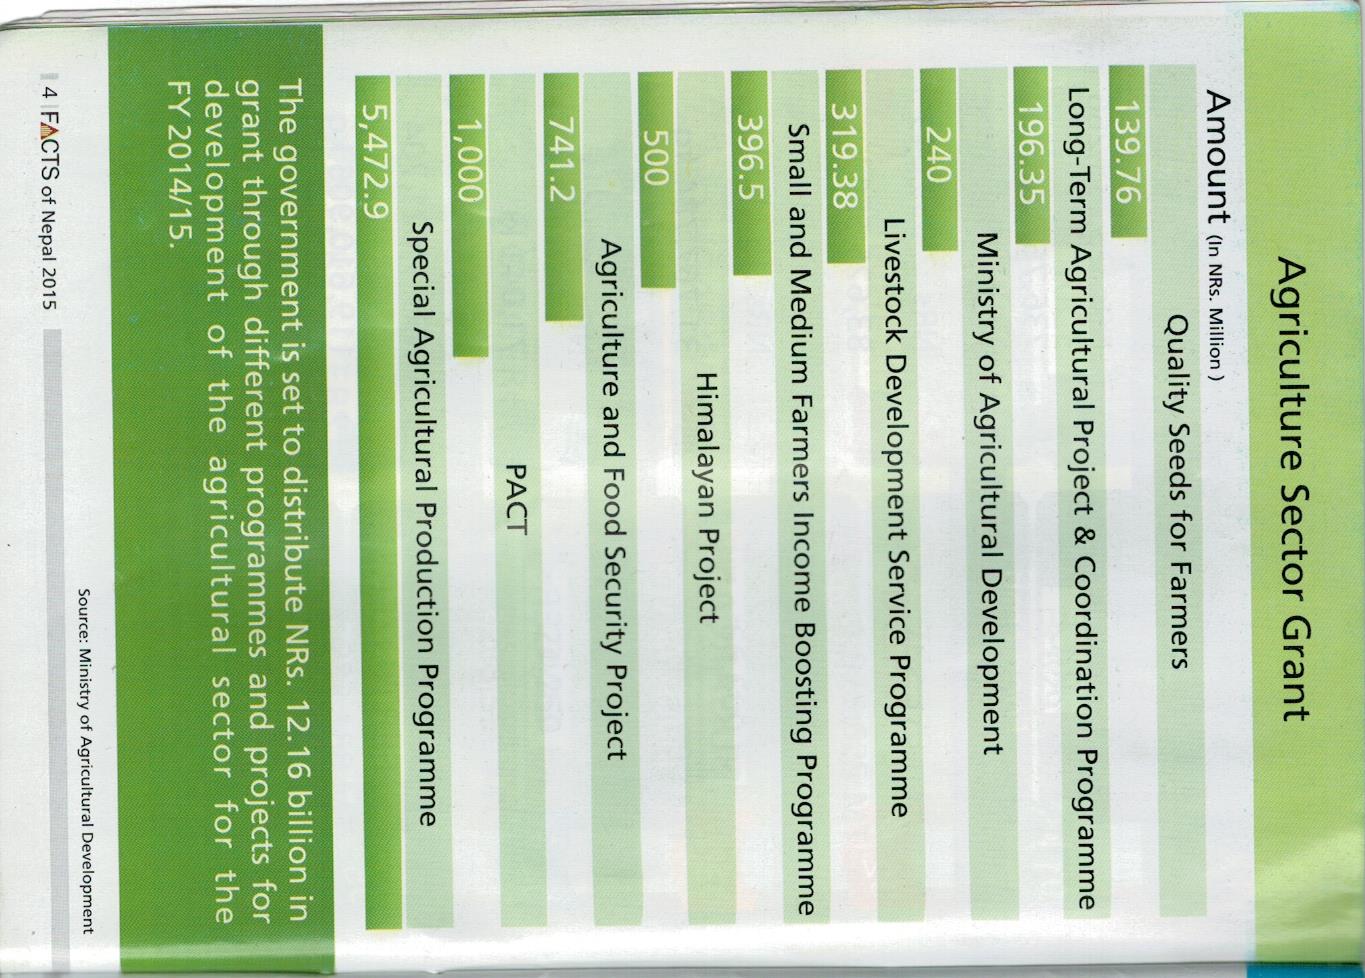 Agriculture Sector Grant
Amount (In NRs. Million )
Quality Seeds for Farmers
139.76
Long-Term Agricultural Project & Coordination Programme
196.35
Ministry of Agricultural Development
240
Livestock Development Service Programme
319.38
Small and Medium Farmers Income Boosting Programme
396.5
Himalayan Project
500
Agriculture and Food Security Project
741.2
PACT
1,000
Special Agricultural Production Programme
5,472.9
The government is set to distribute NRs. 12.16 billion in
grant through different programmes and projects for
development of the agricultural sector for the
FY 2014/15.
Source: Ministry of Agricultural Development
4 FACTS of Nepal 2015